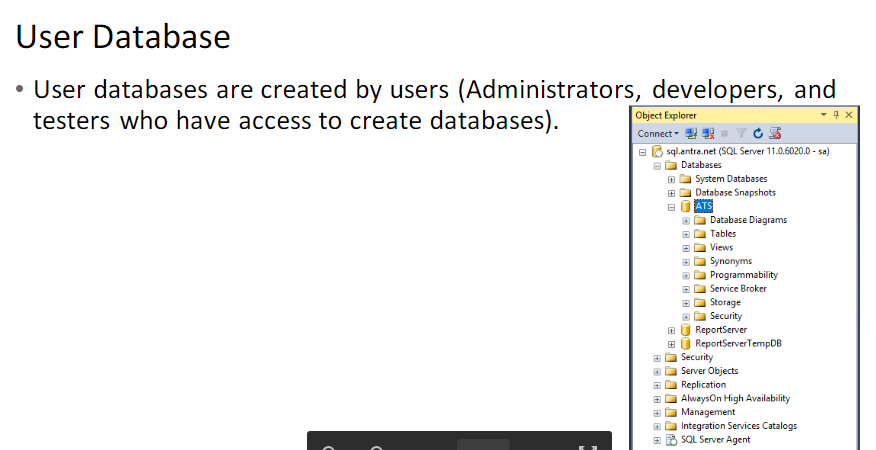 User Database
• User databases are created by users (Administrators, developers, and
testers who have access to create databases).
Object Explorer
Connect
sql.antra.net (SQL Server 11.0.6020.0 - sa)
Databases
System Databases
Database Snapshots
ATS
Database Diagrams
Tables
Views
Synonyms
Programmability
Service Broker
Storage
Security
ReportServer
ReportServerTempDB
Security
Server Objects
Replication
AlwaysOn High Availability
Management
Integration Services Catalogs
SQL Server Agent